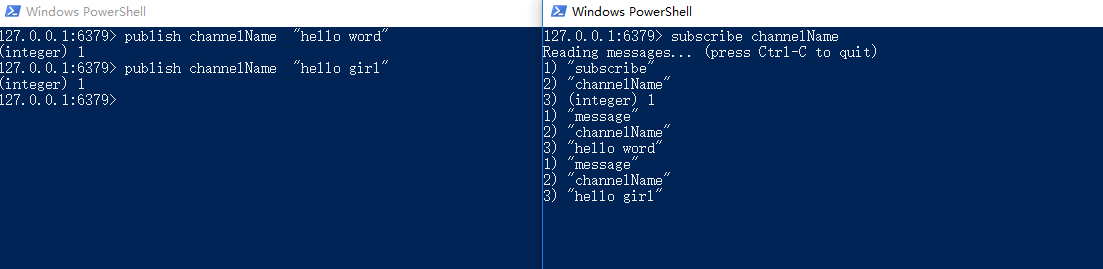 Windows PowerShell
127.0.0.1:6379> publish channelName  "hello word"
(integer) 1
127.0.0.1:6379> publish channelName  "hello girl"
(integer) 1
127.0.0.1:6379>
Windows PowerShell
127.0.0.1:6379> subscribe channelName
Reading messages... (press Ctrl-C to quit)
1) "subscribe"
2) "channelName"
3) (integer) 1
1) "message"
2) "channelName"
3) "hello word"
1) "message"
2) "channelName"
3) "hello girl"